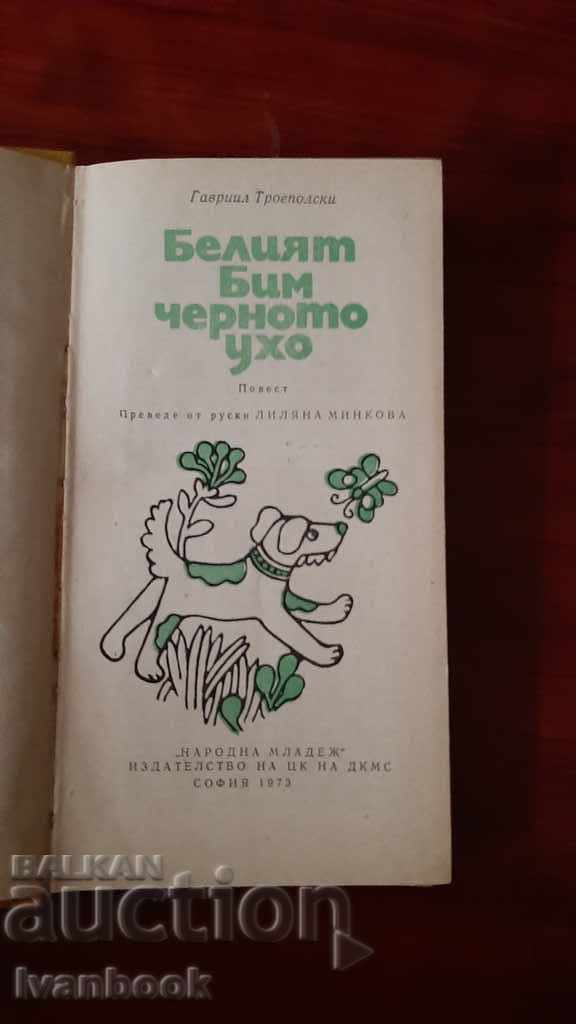 Гавриил Троеполски
Белият
Бим
черното
ухо
Повест
Преведе от руски ЛИЛЯНА МИНКОВА
„НАРОДНА МЛАДЕЖ“
ИЗДАТЕЛСТВО НА ЦК НА ДКМС
СОФИЯ 1973
BALKAN
auction
Ivanbook